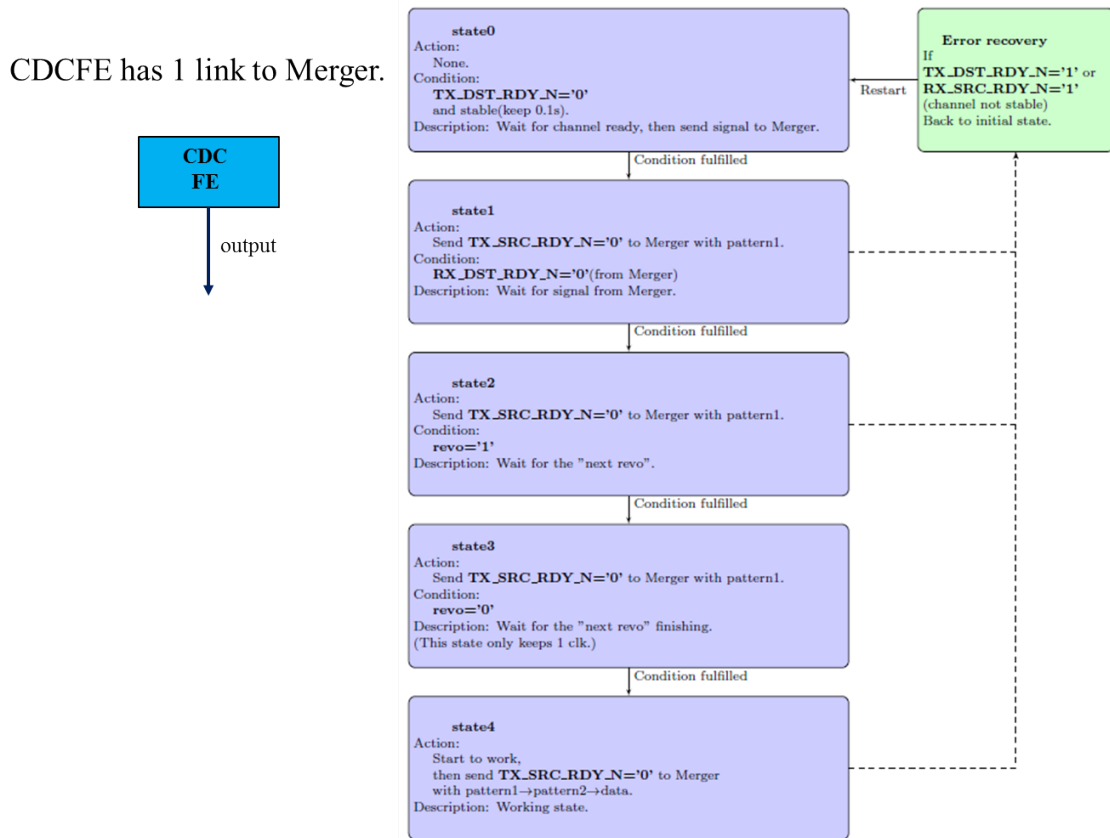 CDCFE has 1 link to Merger.
CDC
FE
output
state0
Action:
None.
Condition:
TX_DST_RDY_N='0'
and stable(keep 0.1s).
Description: Wait for channel ready, then send signal to Merger.
Restart
Error recovery
If
TX_DST_RDY_N='1' or
RX_SRC_RDY_N='1'
(channel not stable)
Back to initial state.
Condition fulfilled
state1
Action:
Send TX_SRC_RDY_N='0' to Merger with pattern1.
Condition:
RX_DST_RDY_N='0'(from Merger)
Description: Wait for signal from Merger.
Condition fulfilled
state2
Action:
Send TX_SRC_RDY_N='0' to Merger with pattern1.
Condition:
revo='1'
Description: Wait for the "next revo".
Condition fulfilled
state3
Action:
Send TX_SRC_RDY_N='0' to Merger with pattern1.
Condition:
revo='0'
Description: Wait for the "next revo" finishing.
(This state only keeps 1 clk.)
Condition fulfilled
state4
Action:
Start to work,
then send TX_SRC_RDY_N='0' to Merger
with pattern1→pattern2→data.
Description: Working state.